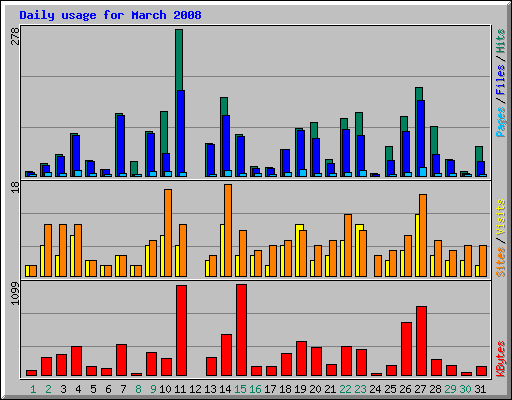 Daily usage for March 2008
278
Pages / Files / Hits
18
Sites / Visits
1099
KBytes
1 2 3 4 5 6 7 8 9 10 11 12 13 14 15 16 17 18 19 20 21 22 23 24 25 26 27 28 29 30 31